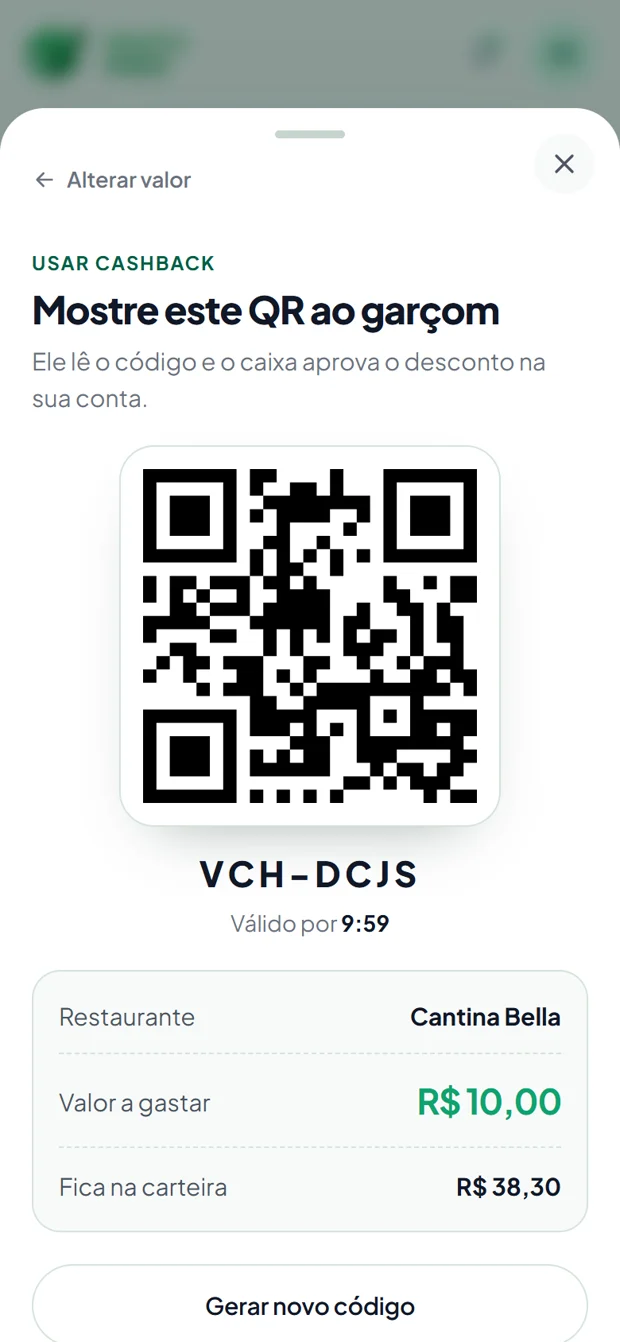 ← Alterar valor
USAR CASHBACK
Mostre este QR ao garçom
Ele lê o código e o caixa aprova o desconto na
sua conta.
VCH-DCJS
Válido por 9:59
Restaurante Cantina Bella
Valor a gastar R$ 10,00
Fica na carteira R$ 38,30
Gerar novo código